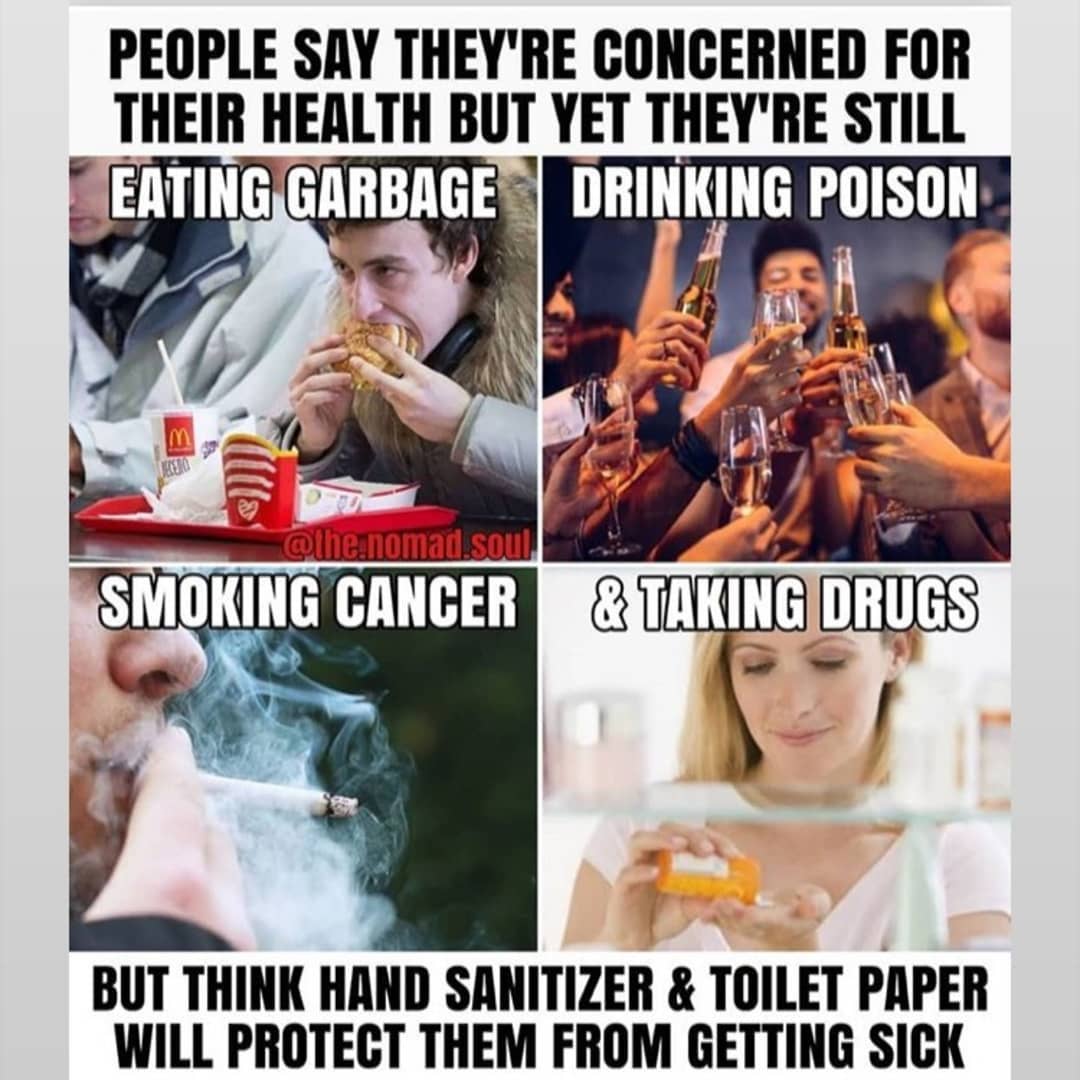 PEOPLE SAY THEY'RE CONCERNED FOR
THEIR HEALTH BUT YET THEY'RE STILL
EATING GARBAGE
DRINKING POISON
@the.nomad.soul
SMOKING CANCER
& TAKING DRUGS
BUT THINK HAND SANITIZER & TOILET PAPER
WILL PROTECT THEM FROM GETTING SICK